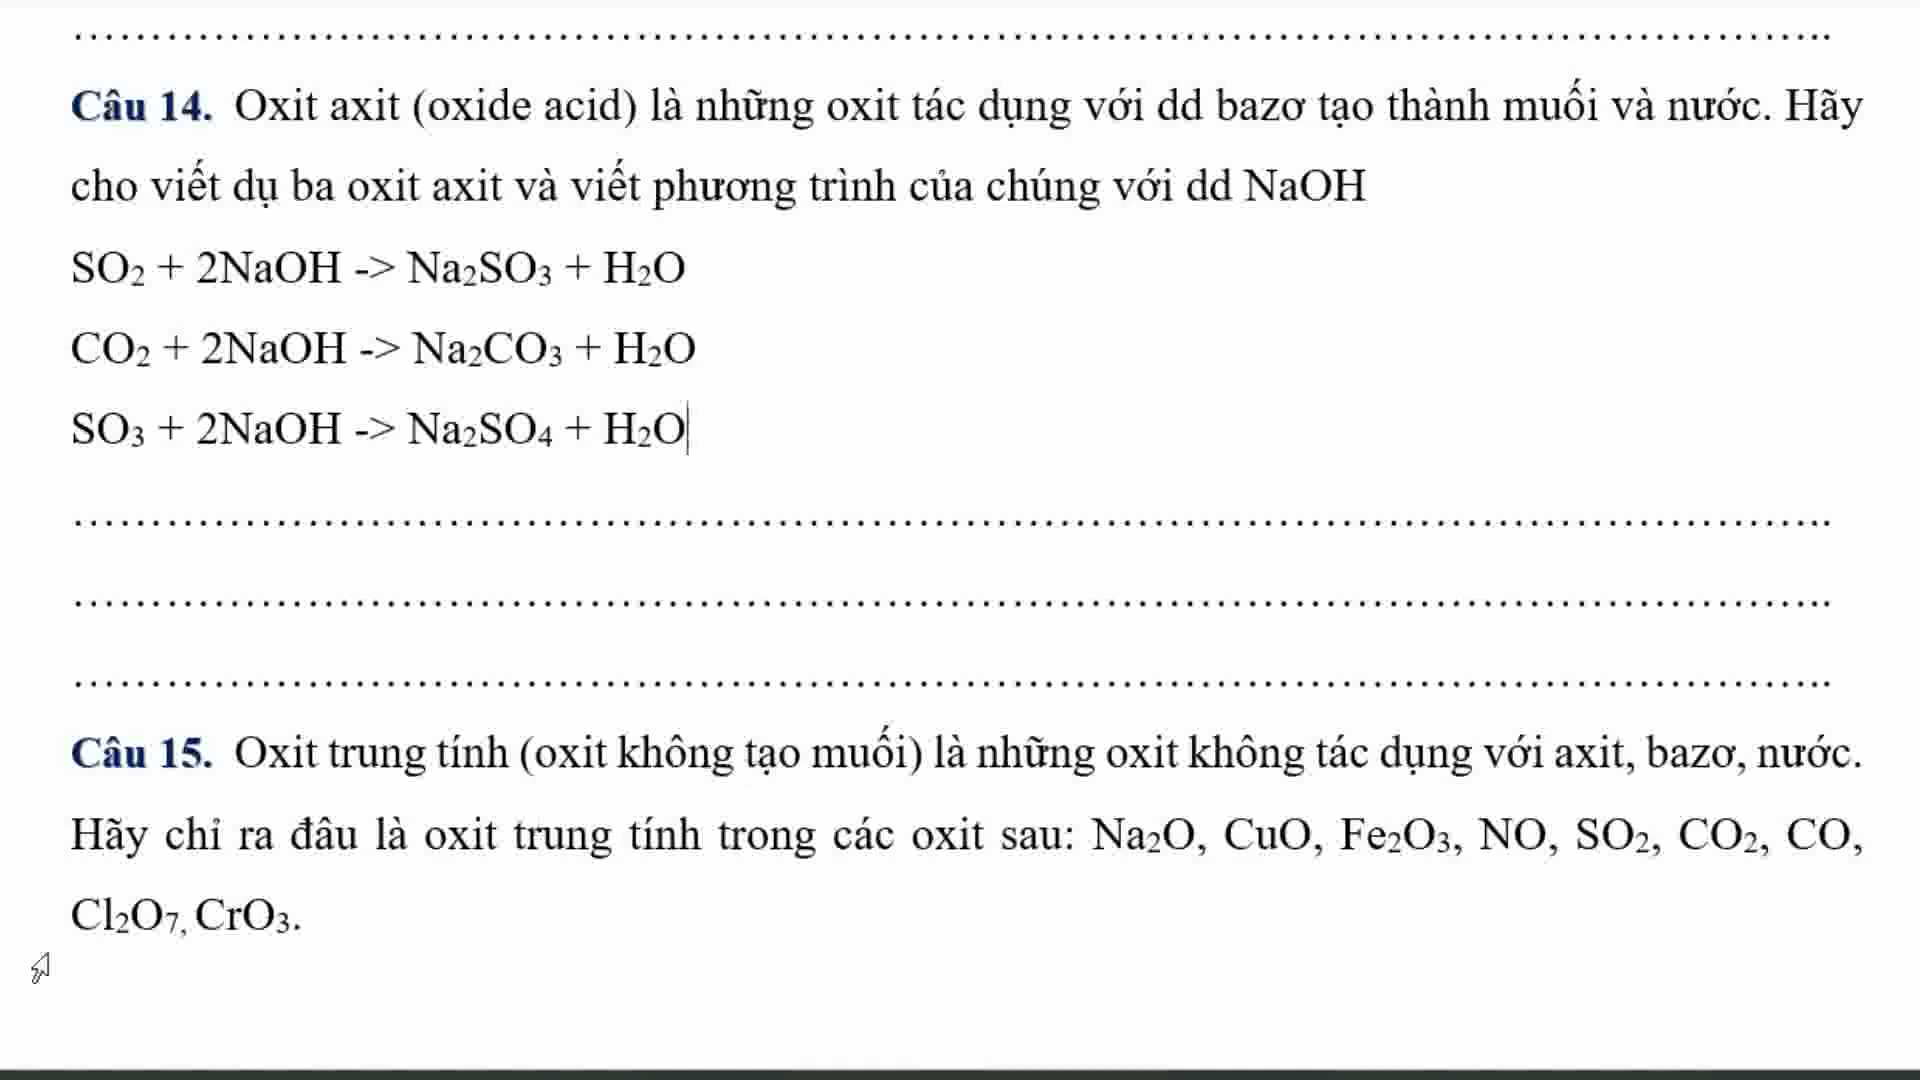 Câu 14. Oxit axit (oxide acid) là những oxit tác dụng với dd bazơ tạo thành muối và nước. Hãy
cho viết dụ ba oxit axit và viết phương trình của chúng với dd NaOH
SO₂ + 2NaOH -> Na₂SO₃ + H₂O
CO₂ + 2NaOH -> Na₂CO₃ + H₂O
SO₃ + 2NaOH -> Na₂SO₄ + H₂O
Câu 15. Oxit trung tính (oxit không tạo muối) là những oxit không tác dụng với axit, bazơ, nước.
Hãy chỉ ra đâu là oxit trung tính trong các oxit sau: Na₂O, CuO, Fe₂O₃, NO, SO₂, CO₂, CO,
Cl₂O₇, CrO₃.